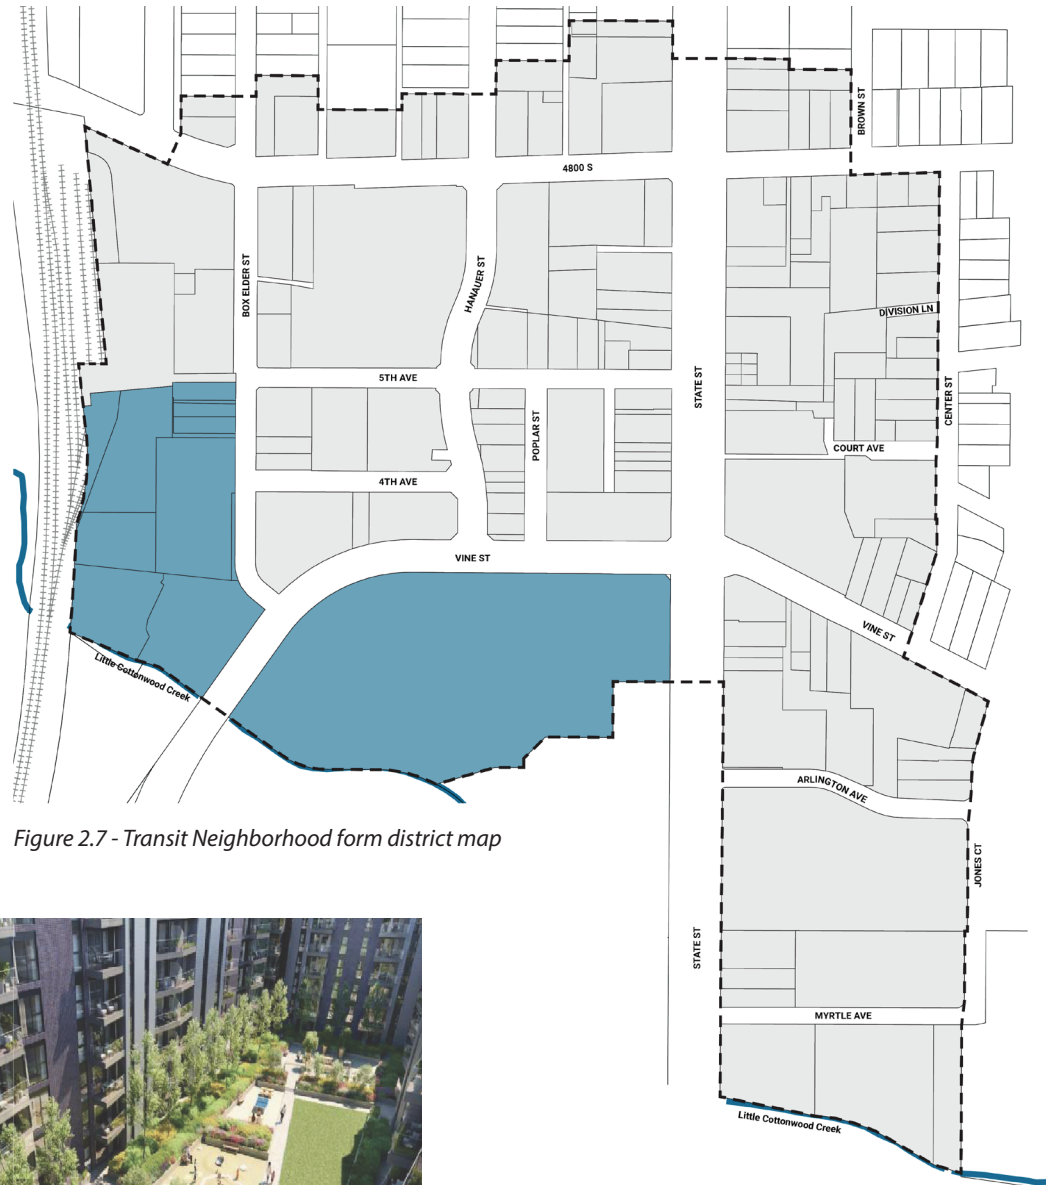 BROWN ST
4800 S
BOX ELDER ST
HANAUER ST
DIVISION LN
5TH AVE
STATE ST
CENTER ST
POPLAR ST
COURT AVE
4TH AVE
VINE ST
VINE ST
Little Cottonwood Creek
ARLINGTON AVE
Figure 2.7 - Transit Neighborhood form district map
JONES CT
STATE ST
MYRTLE AVE
Little Cottonwood Creek